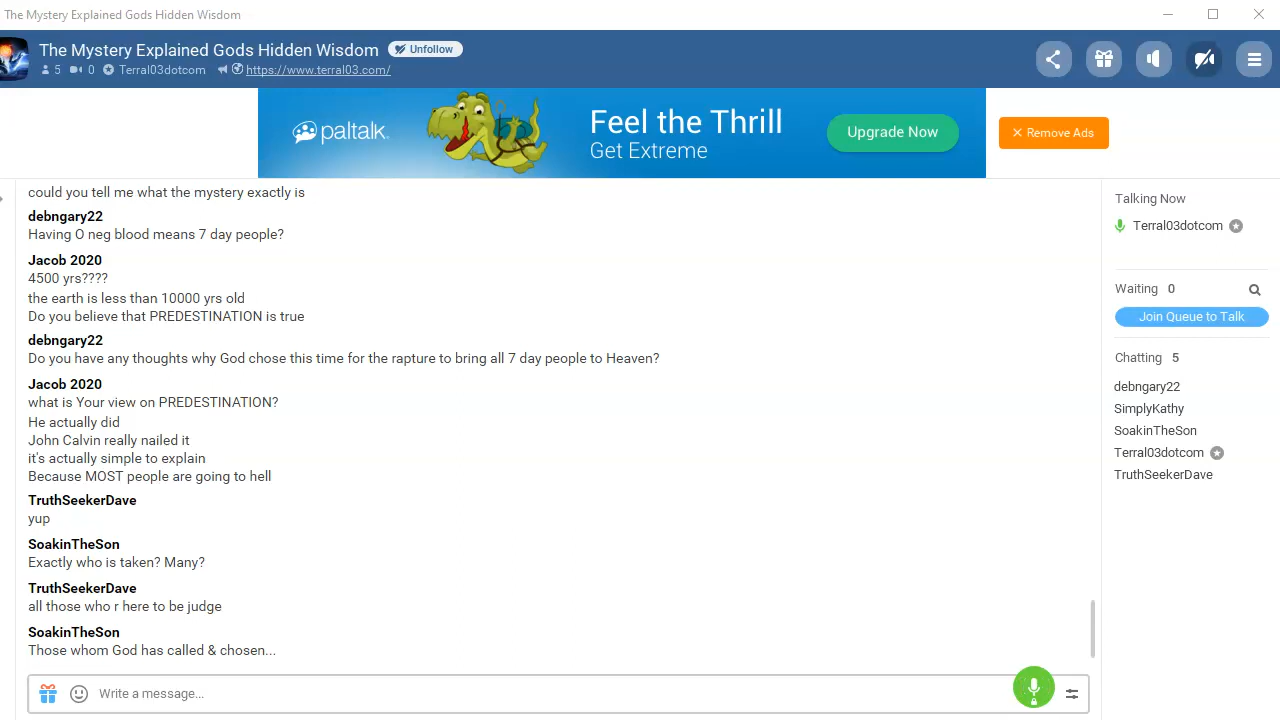 The Mystery Explained Gods Hidden Wisdom
The Mystery Explained Gods Hidden Wisdom Unfollow
5 0 Terral03dotcom https://www.terral03.com/
paltalk.
Feel the Thrill
Get Extreme
Upgrade Now
Remove Ads
could you tell me what the mystery exactly is
debngary22
Having O neg blood means 7 day people?
Jacob 2020
4500 yrs????
the earth is less than 10000 yrs old
Do you believe that PREDESTINATION is true
debngary22
Do you have any thoughts why God chose this time for the rapture to bring all 7 day people to Heaven?
Jacob 2020
what is Your view on PREDESTINATION?
He actually did
John Calvin really nailed it
it's actually simple to explain
Because MOST people are going to hell
TruthSeekerDave
yup
SoakinTheSon
Exactly who is taken? Many?
TruthSeekerDave
all those who r here to be judge
SoakinTheSon
Those whom God has called & chosen...
Write a message...
Talking Now
Terral03dotcom
Waiting 0
Join Queue to Talk
Chatting 5
debngary22
SimplyKathy
SoakinTheSon
Terral03dotcom
TruthSeekerDave